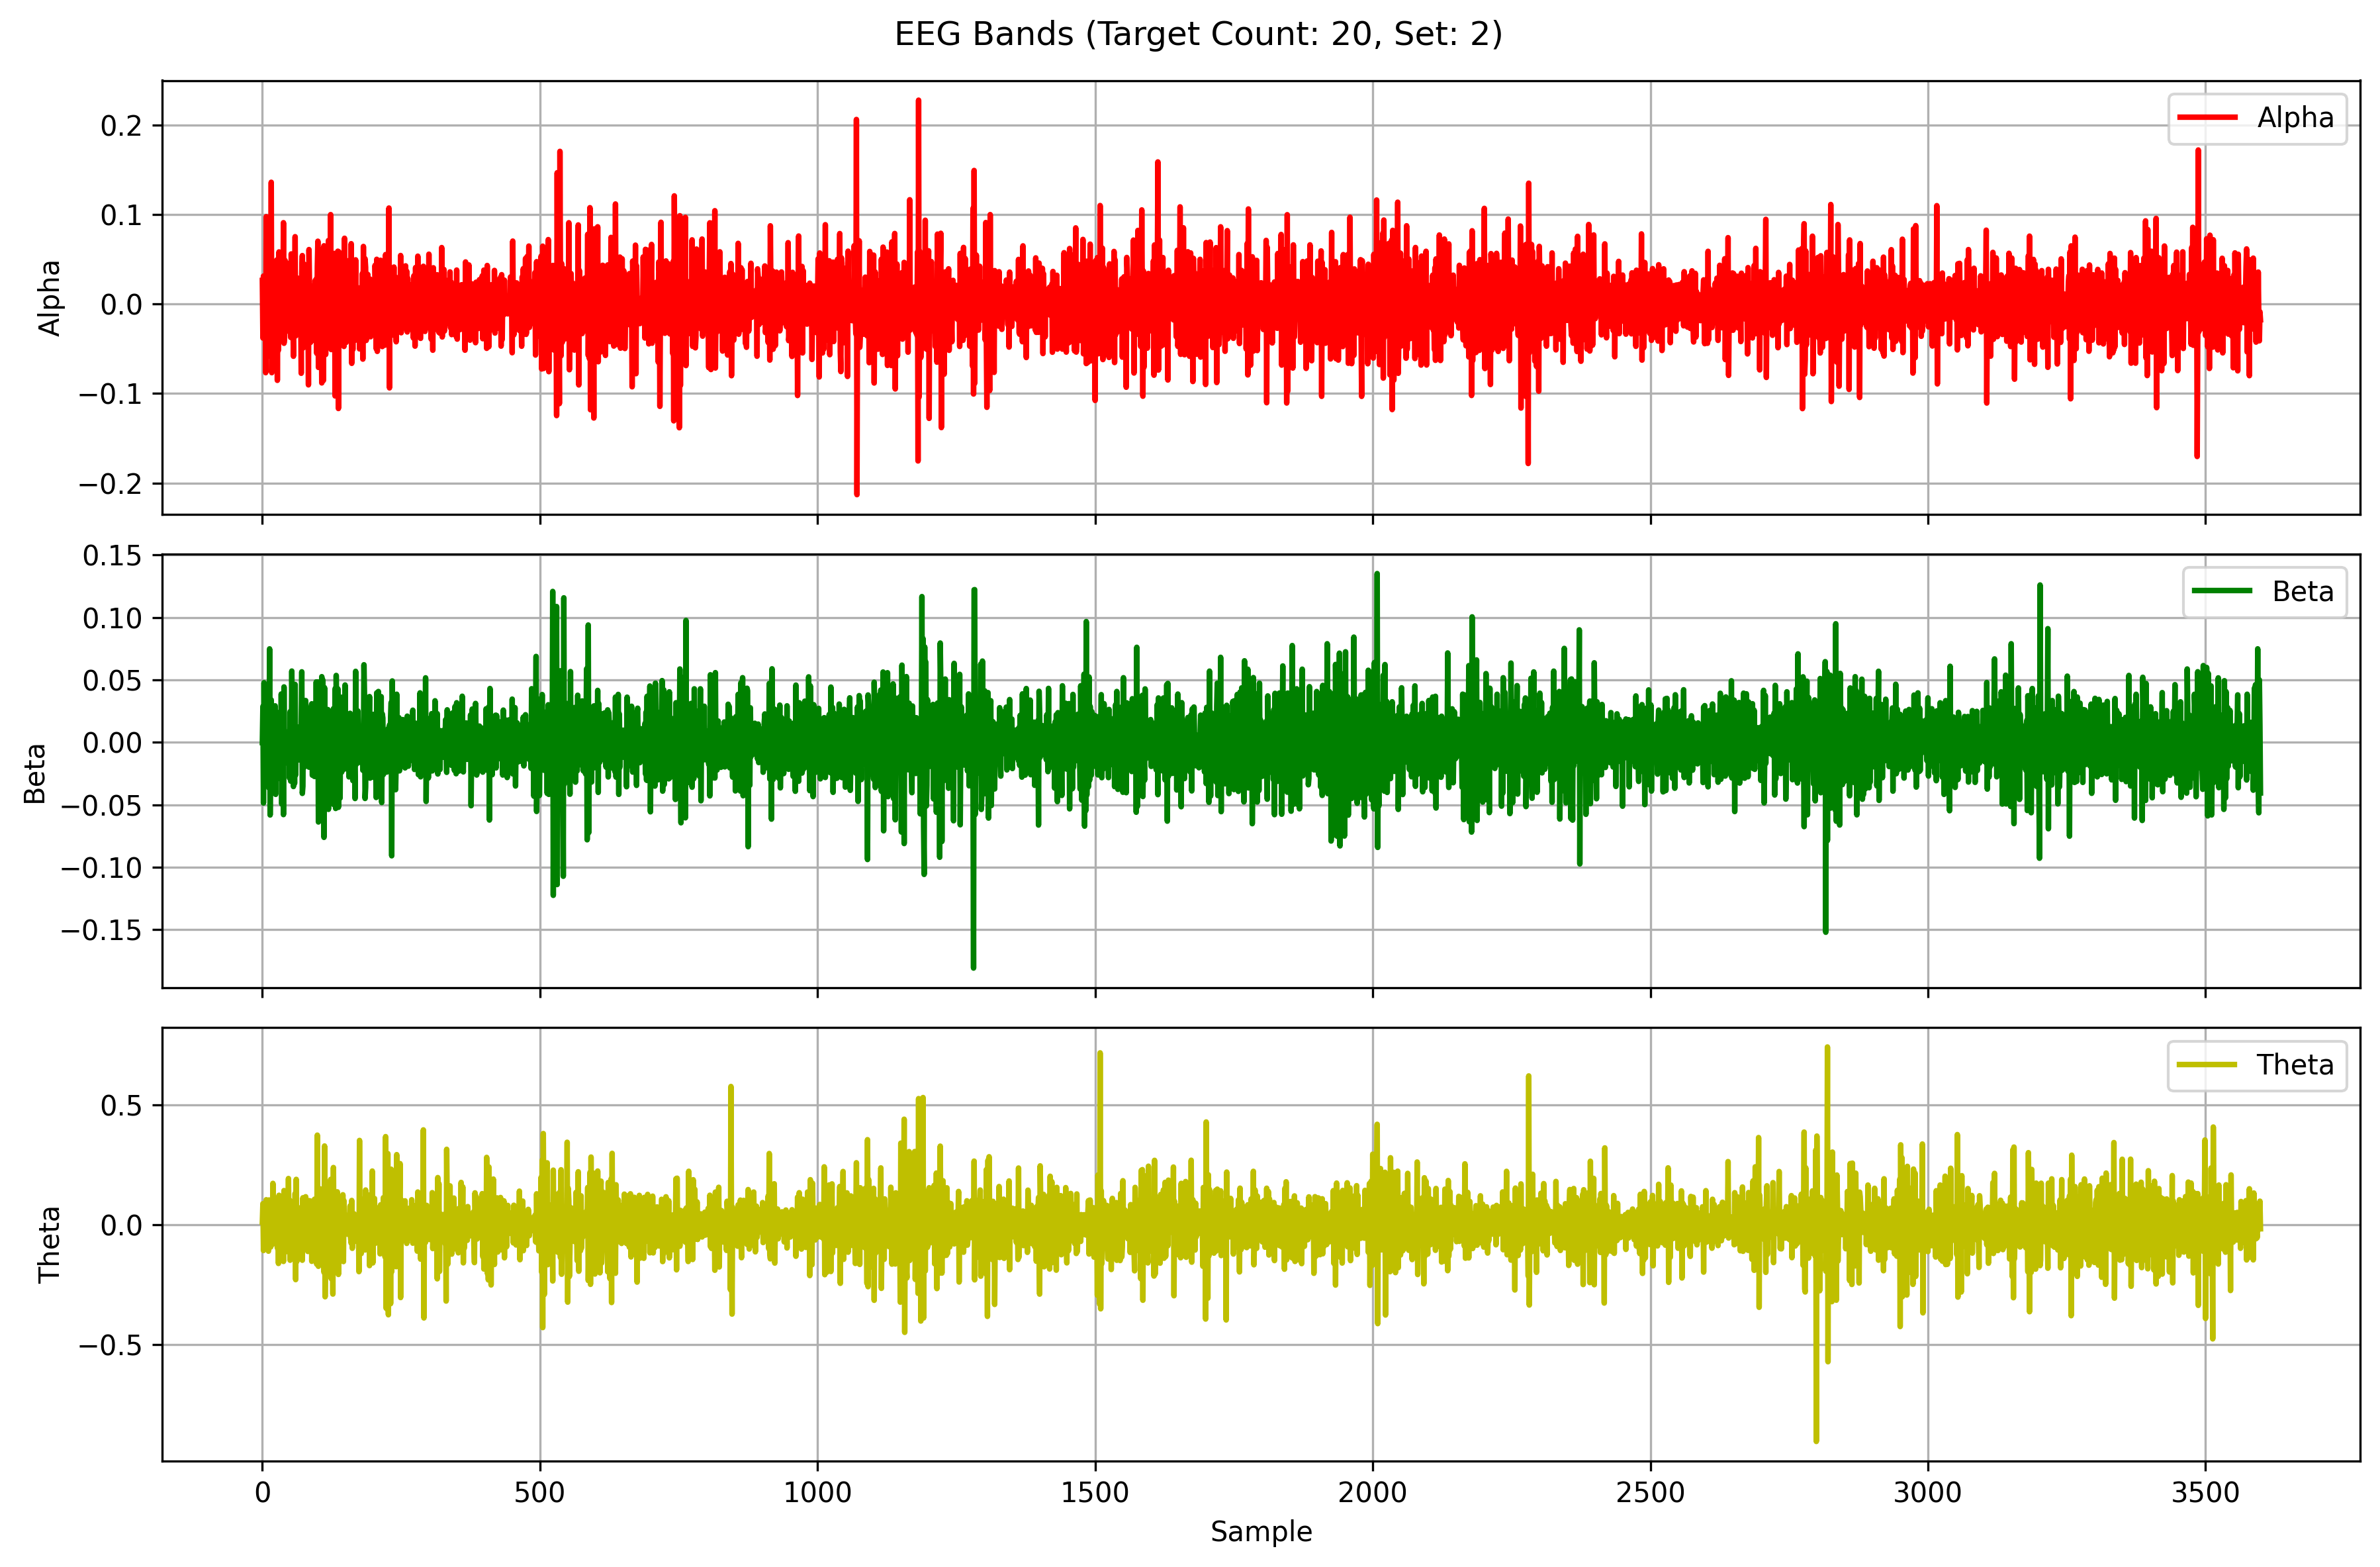 EEG Bands (Target Count: 20, Set: 2)
Alpha
0.2
0.1
0.0
−0.1
−0.2
Alpha
Beta
0.15
0.10
0.05
0.00
−0.05
−0.10
−0.15
Beta
Theta
0.5
0.0
−0.5
Theta
0 500 1000 1500 2000 2500 3000 3500
Sample